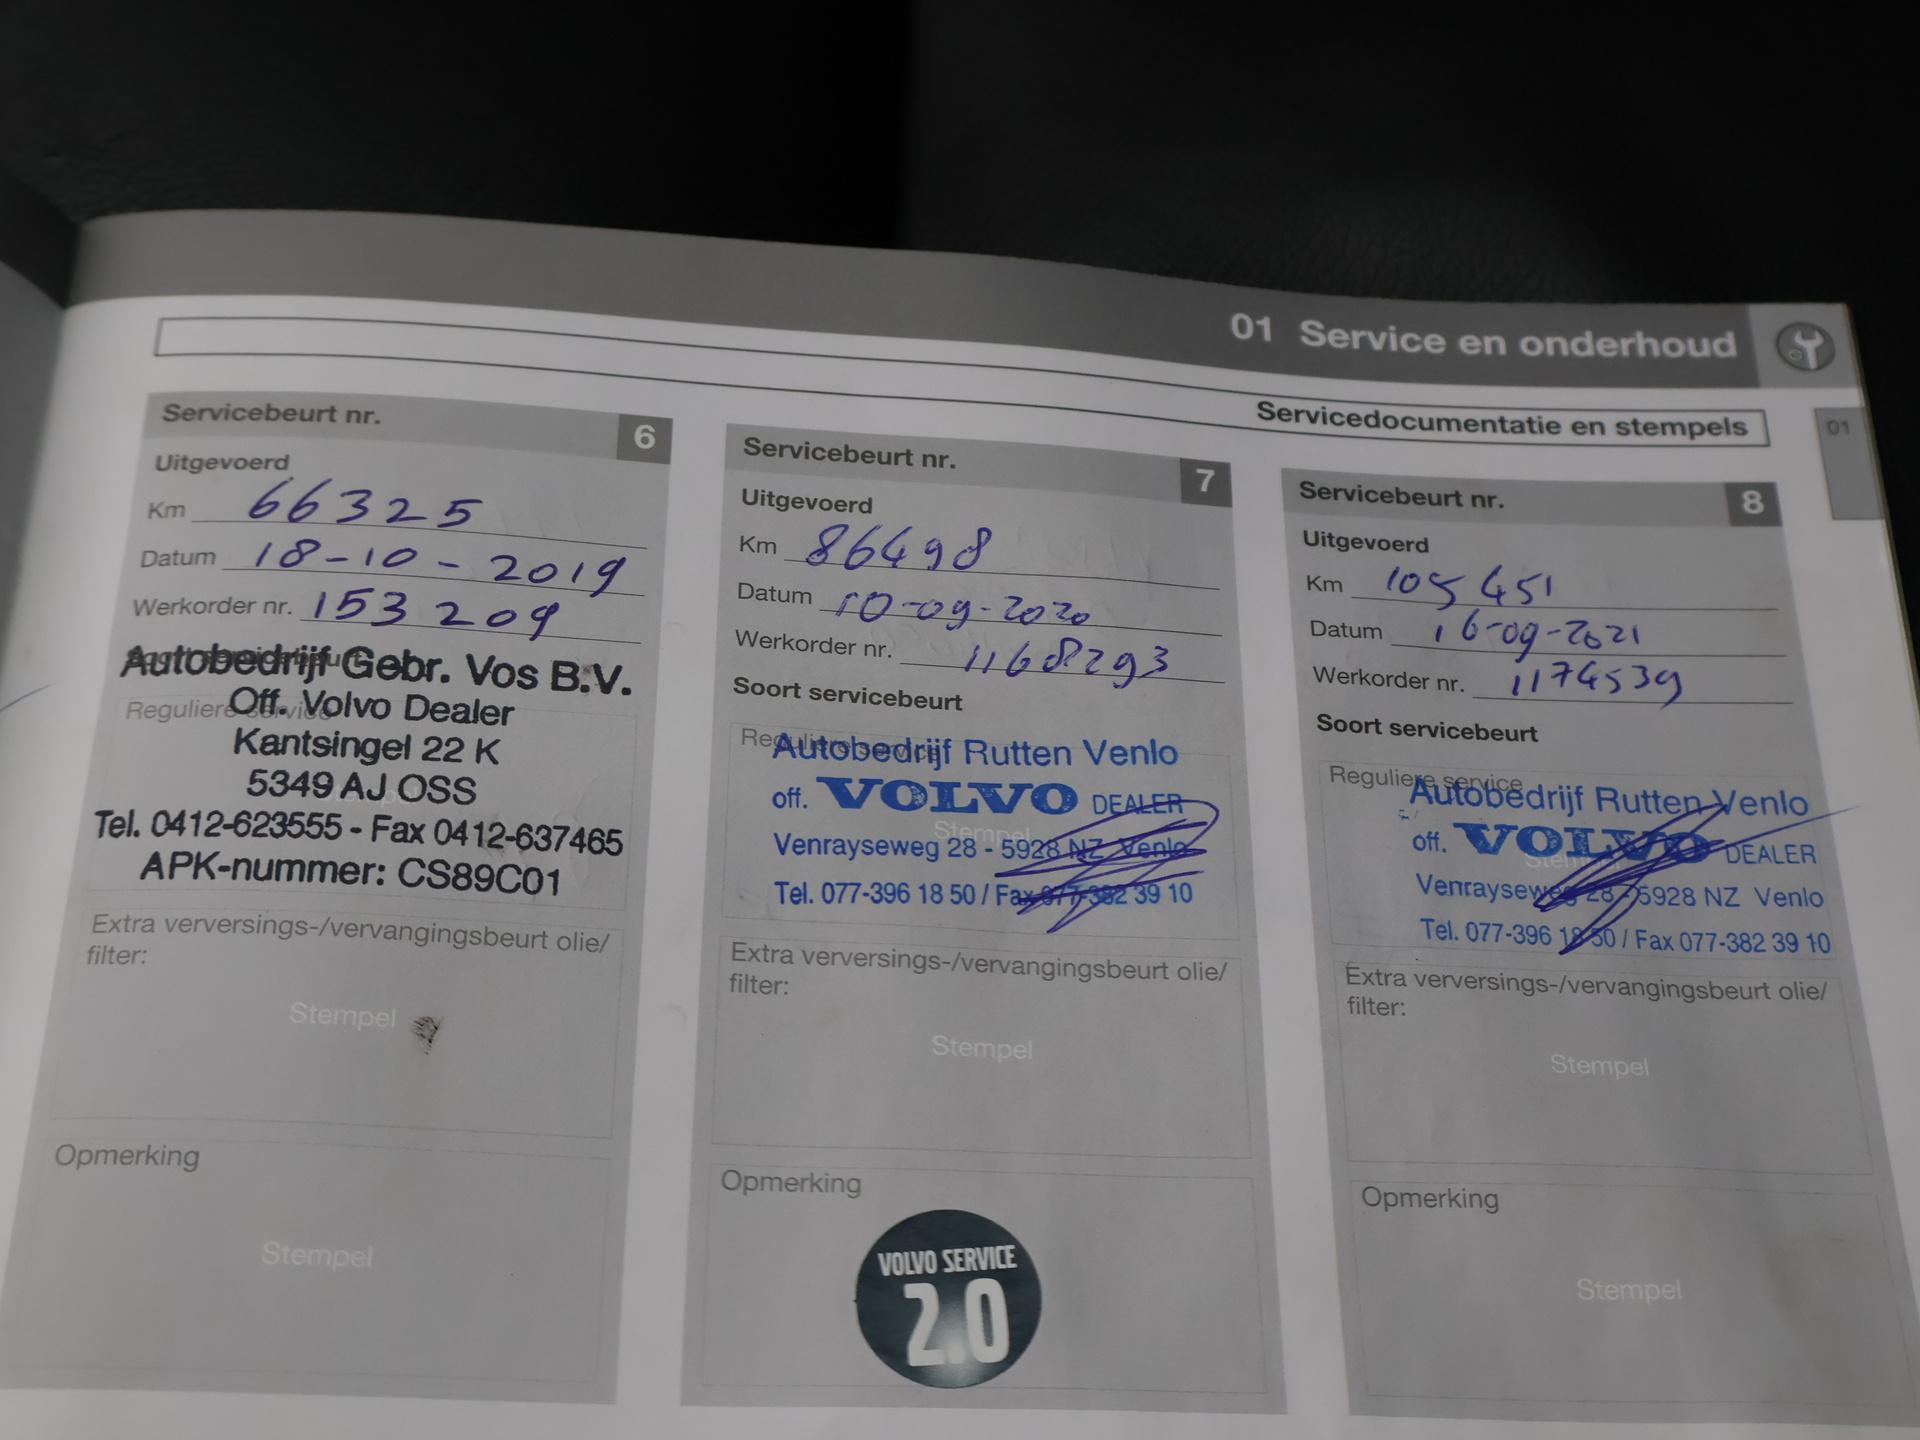 01 Service en onderhoud
Servicedocumentatie en stempels
01
Servicebeurt nr. 6
Uitgevoerd
Km 66325
Datum 18-10-2019
Werkorder nr. 153209
Autobedrijf Gebr. Vos B.V.
Reguliere service
Off. Volvo Dealer
Kantsingel 22 K
5349 AJ OSS
Tel. 0412-623555 - Fax 0412-637465
APK-nummer: CS89C01
Extra verversings-/vervangingsbeurt olie/
filter:
Stempel
Opmerking
Stempel
Servicebeurt nr. 7
Uitgevoerd
Km 86498
Datum 10-09-2020
Werkorder nr. 1168293
Soort servicebeurt
Reguliere service
Autobedrijf Rutten Venlo
off. VOLVO DEALER
Stempel
Venrayseweg 28 - 5928 NZ Venlo
Tel. 077-396 18 50 / Fax 077-382 39 10
Extra verversings-/vervangingsbeurt olie/
filter:
Stempel
Opmerking
VOLVO SERVICE
2.0
Servicebeurt nr. 8
Uitgevoerd
Km 105451
Datum 16-09-2021
Werkorder nr. 1174539
Soort servicebeurt
Reguliere service
Autobedrijf Rutten Venlo
off. VOLVO DEALER
Stempel
Venrayseweg 28 - 5928 NZ Venlo
Tel. 077-396 18 50 / Fax 077-382 39 10
Extra verversings-/vervangingsbeurt olie/
filter:
Stempel
Opmerking
Stempel